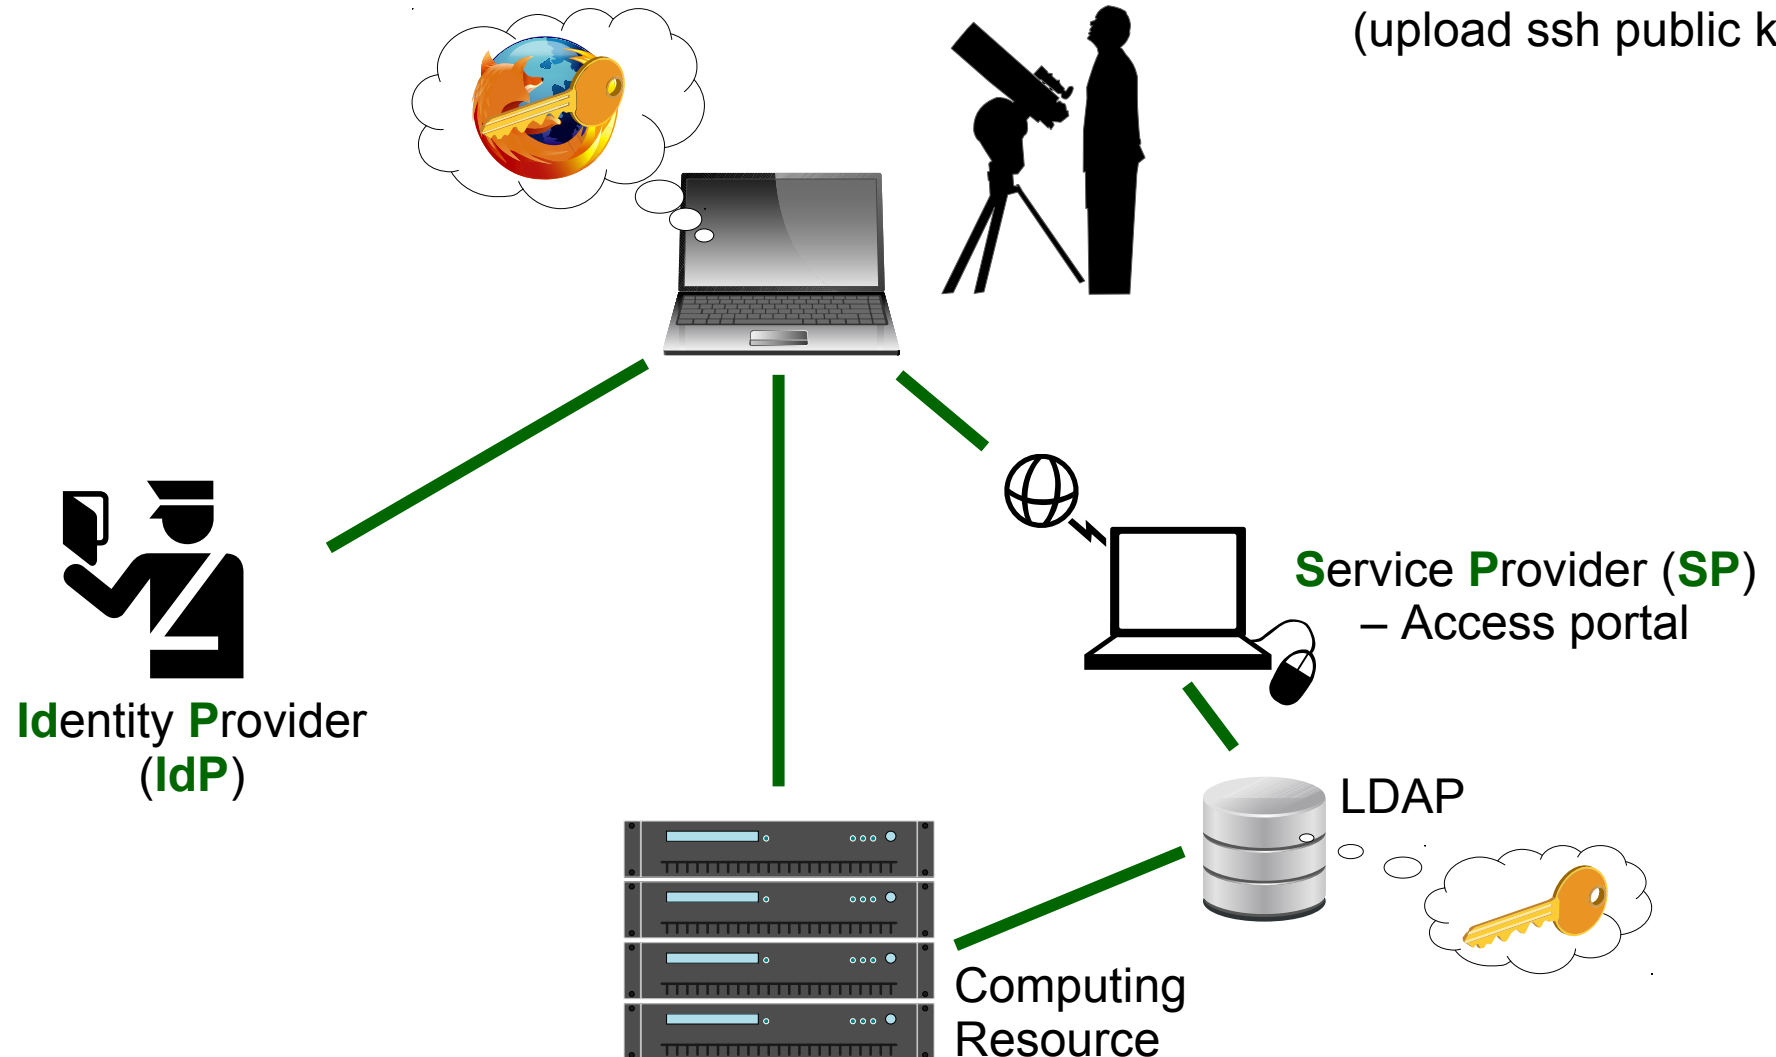 (upload ssh public k
Service Provider (SP)
– Access portal
Identity Provider
(IdP)
LDAP
Computing
Resource